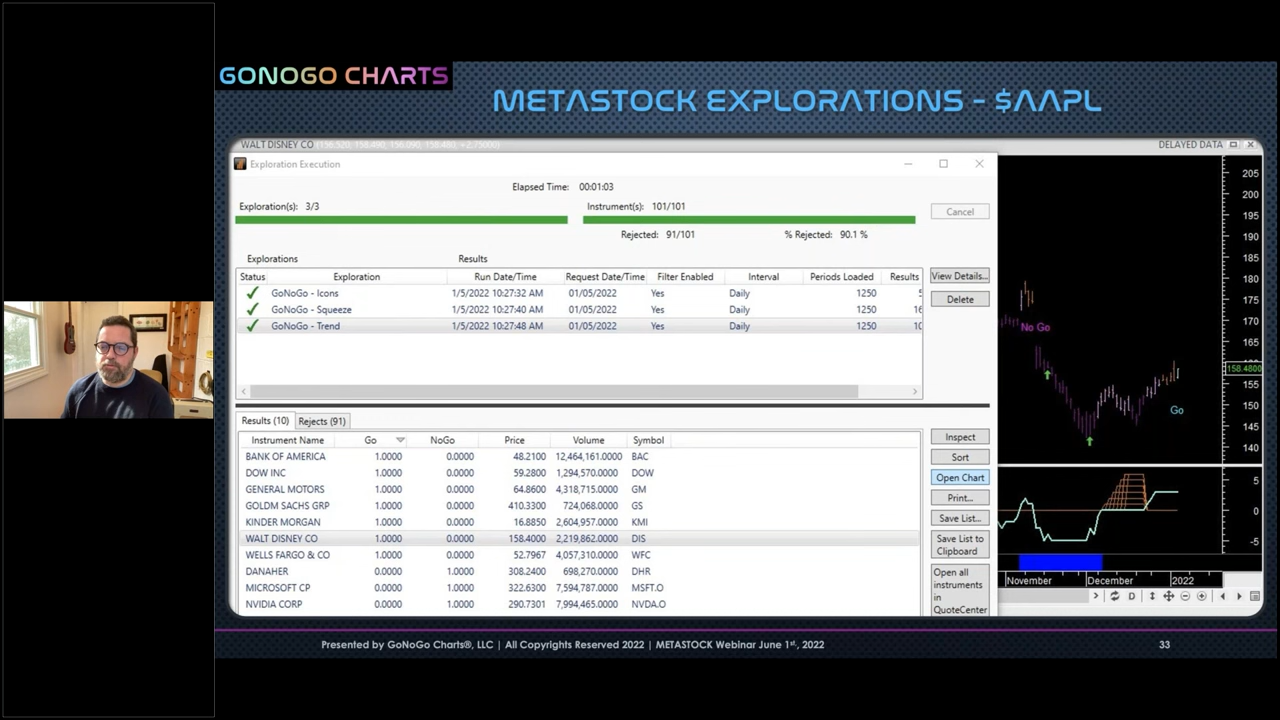 GONOGO CHARTS
METASTOCK EXPLORATIONS - $AAPL
WALT DISNEY CO
DELAYED DATA
Exploration Execution
Elapsed Time: 00:01:03
Exploration(s): 3/3 Instrument(s): 101/101
Cancel
Rejected: 91/101 % Rejected: 90.1 %
Explorations Results
Status Exploration Run Date/Time Request Date/Time Filter Enabled Interval Periods Loaded Results
GoNoGo - Icons 1/5/2022 10:27:32 AM 01/05/2022 Yes Daily 1250 5
GoNoGo - Squeeze 1/5/2022 10:27:40 AM 01/05/2022 Yes Daily 1250 16
GoNoGo - Trend 1/5/2022 10:27:48 AM 01/05/2022 Yes Daily 1250 10
View Details...
Delete
Results (10) Rejects (91)
Instrument Name Go NoGo Price Volume Symbol
BANK OF AMERICA 1.0000 0.0000 48.2100 12,464,161.0000 BAC
DOW INC 1.0000 0.0000 59.2800 1,294,570.0000 DOW
GENERAL MOTORS 1.0000 0.0000 64.8600 4,318,715.0000 GM
GOLDM SACHS GRP 1.0000 0.0000 410.3300 724,068.0000 GS
KINDER MORGAN 1.0000 0.0000 16.8850 2,604,957.0000 KMI
WALT DISNEY CO 1.0000 0.0000 158.4000 2,219,862.0000 DIS
WELLS FARGO & CO 1.0000 0.0000 52.7967 4,057,310.0000 WFC
DANAHER 0.0000 1.0000 308.2400 698,270.0000 DHR
MICROSOFT CP 0.0000 1.0000 322.6300 7,594,787.0000 MSFT.O
NVIDIA CORP 0.0000 1.0000 290.7301 7,994,465.0000 NVDA.O
Inspect
Sort
Open Chart
Print...
Save List...
Save List to
Clipboard
Open all
instruments
in
QuoteCenter
205
200
195
190
185
180
175
170
165
158.4800
155
150
145
140
No Go
Go
5
0
-5
November December 2022
D
Presented by GoNoGo Charts®, LLC | All Copyrights Reserved 2022 | METASTOCK Webinar June 1st, 2022
33